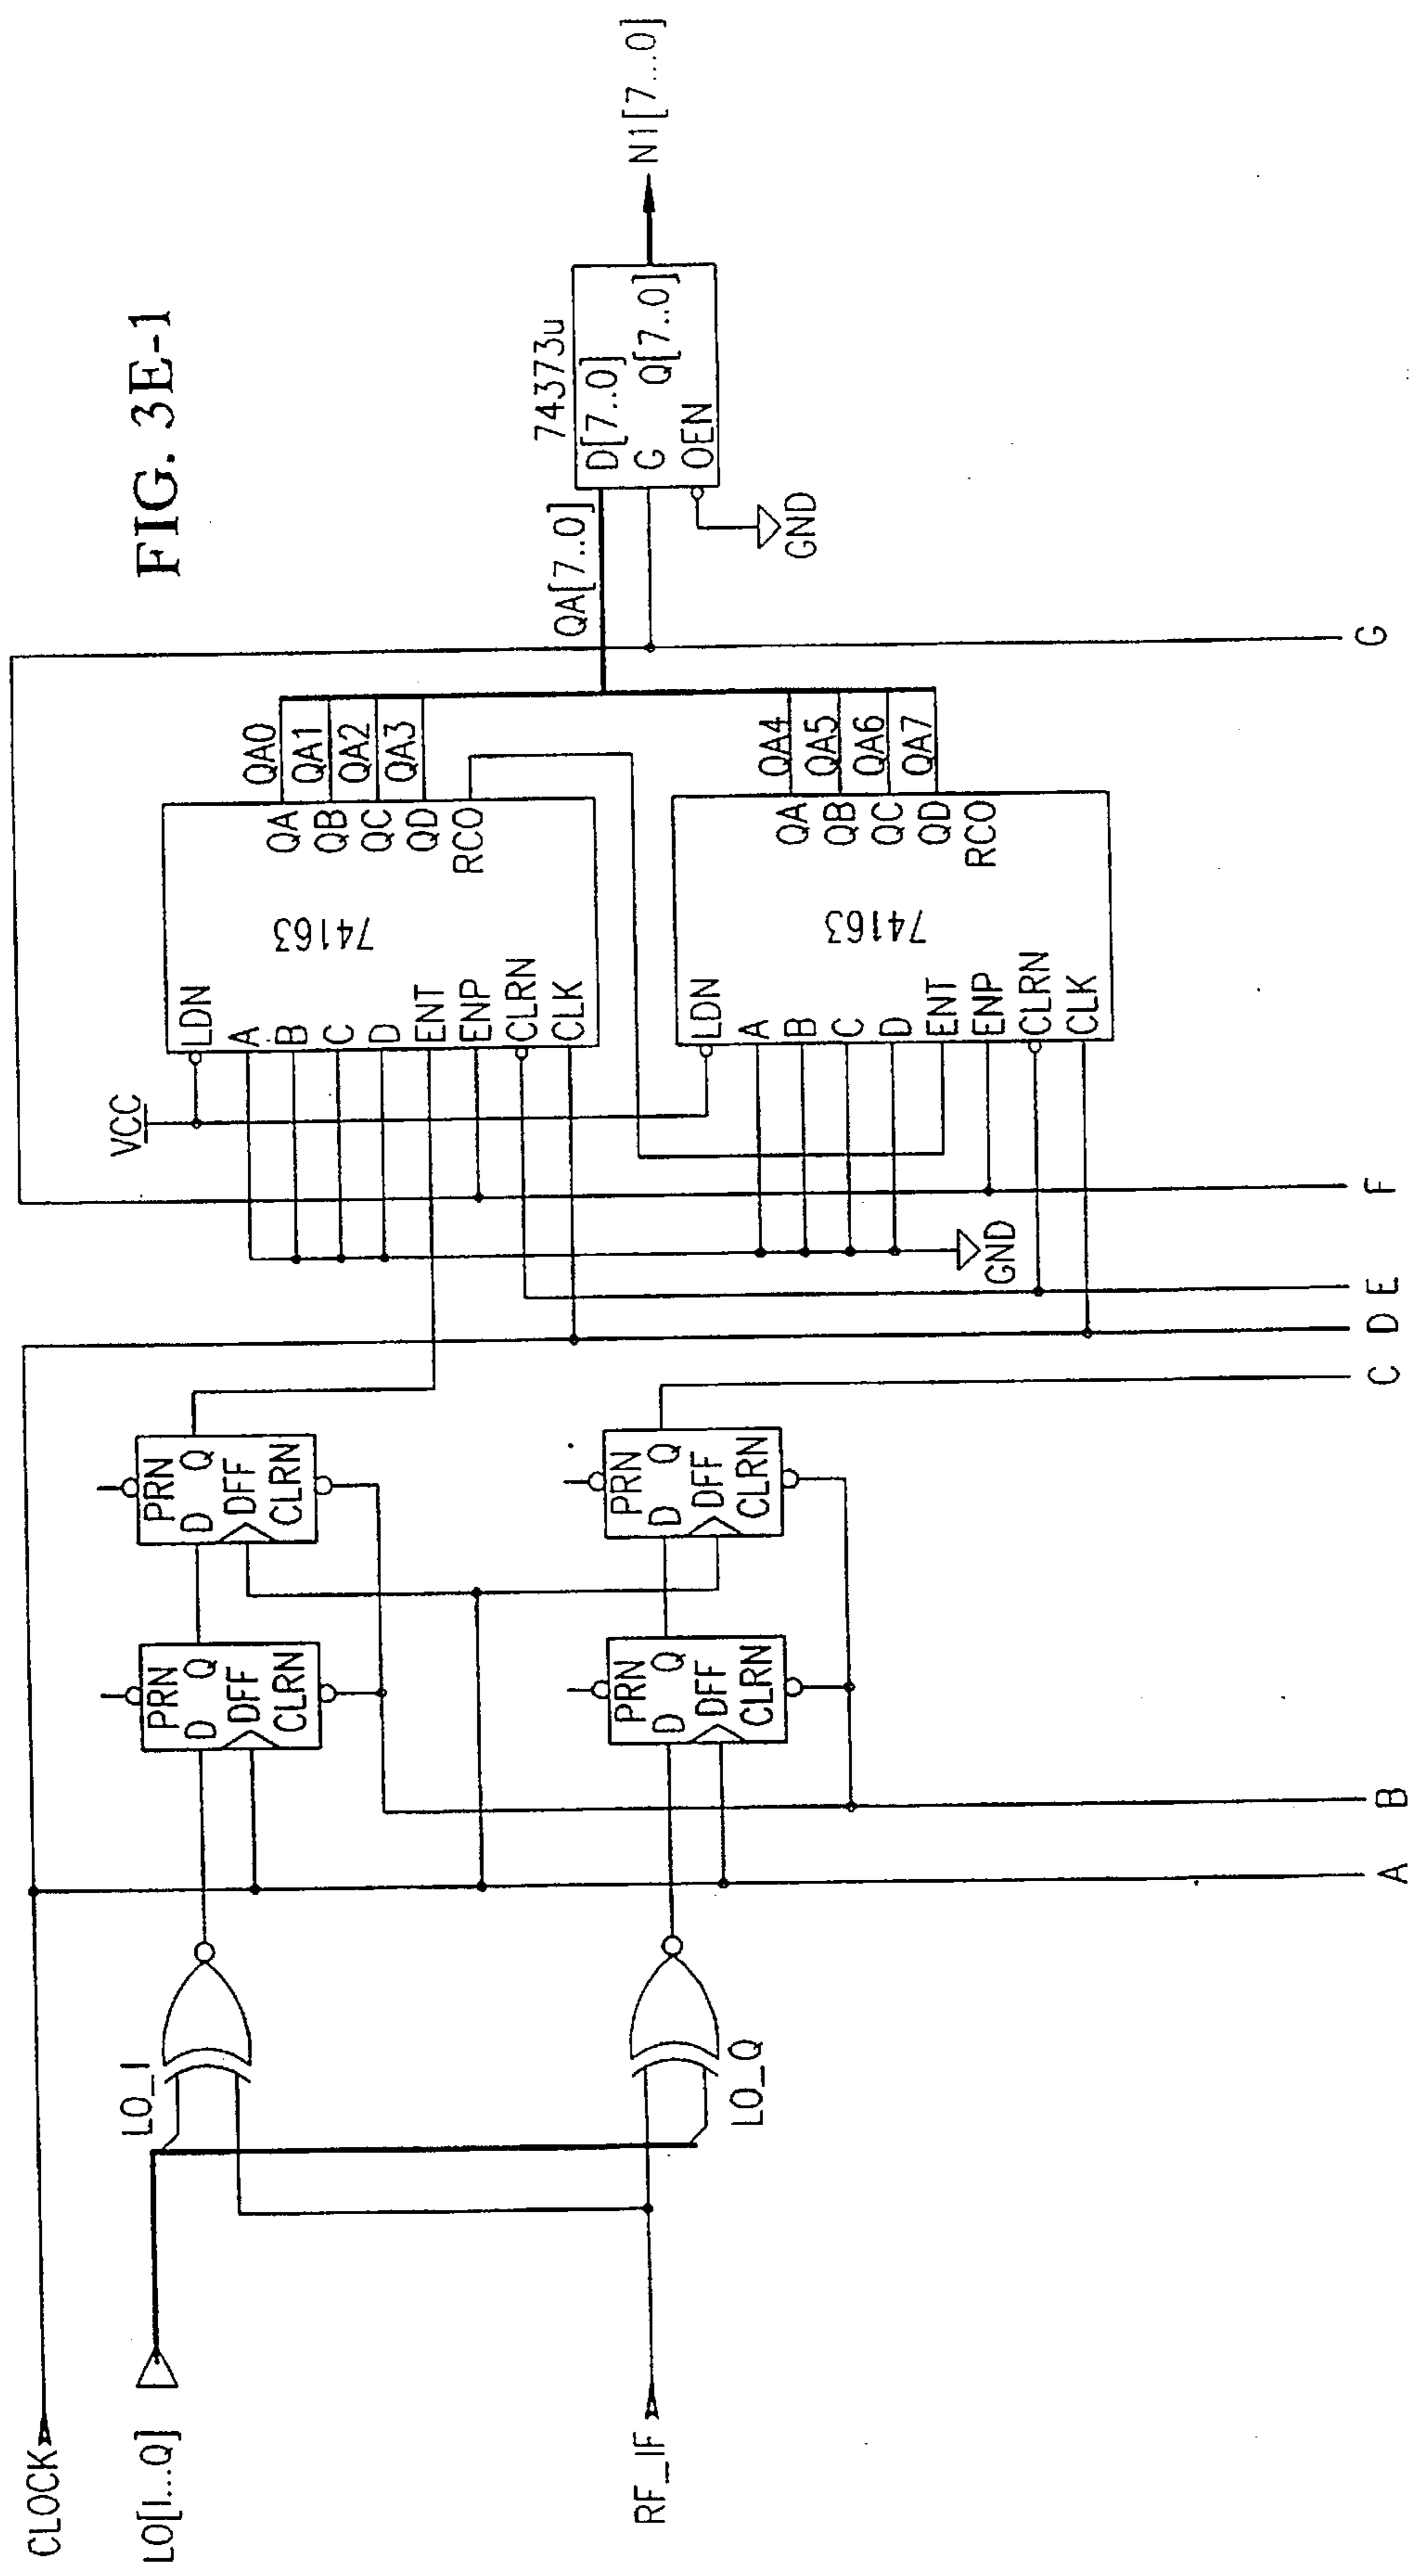 FIG. 3E-1
CLOCK
LO[I...Q]
RF_IF
LO_I
LO_Q
PRN
D Q
DFF
CLRN
PRN
D Q
DFF
CLRN
PRN
D Q
DFF
CLRN
PRN
D Q
DFF
CLRN
VCC
LDN
A
B
C
D
ENT
ENP
CLRN
CLK
74163
QA
QB
QC
QD
RCO
QA0
QA1
QA2
QA3
LDN
A
B
C
D
ENT
ENP
CLRN
CLK
74163
QA
QB
QC
QD
RCO
QA4
QA5
QA6
QA7
GND
QA[7..0]
74373u
D[7..0]
G
Q[7..0]
OEN
GND
N1[7...0]
A
B
C
D
E
F
G